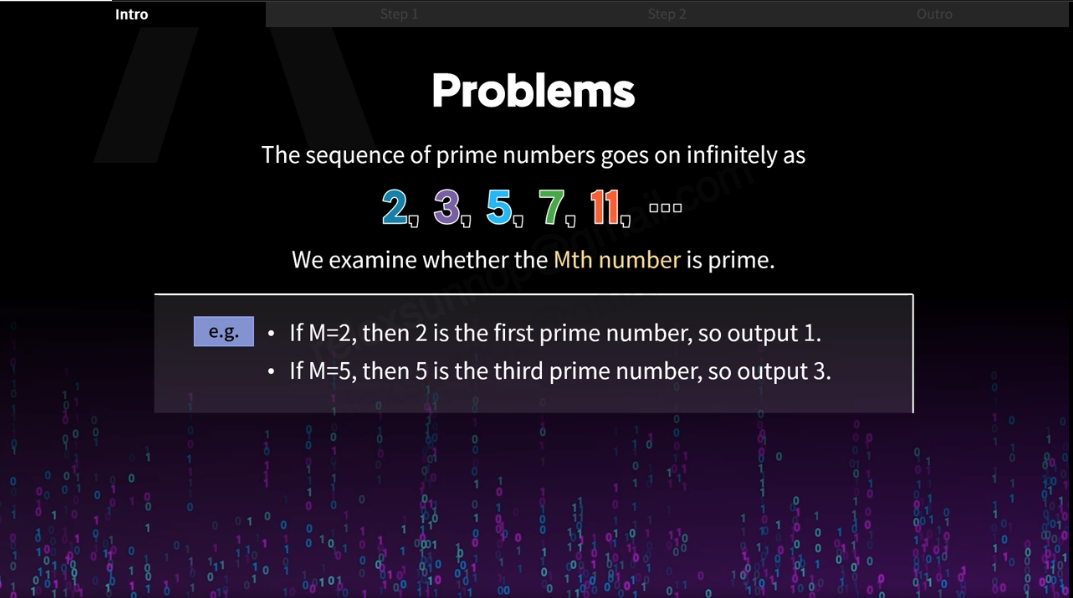 Intro
Step 1
Step 2
Outro
Problems
The sequence of prime numbers goes on infinitely as
2, 3, 5, 7, 11, ▫▫▫
We examine whether the Mth number is prime.
e.g.
• If M=2, then 2 is the first prime number, so output 1.
• If M=5, then 5 is the third prime number, so output 3.